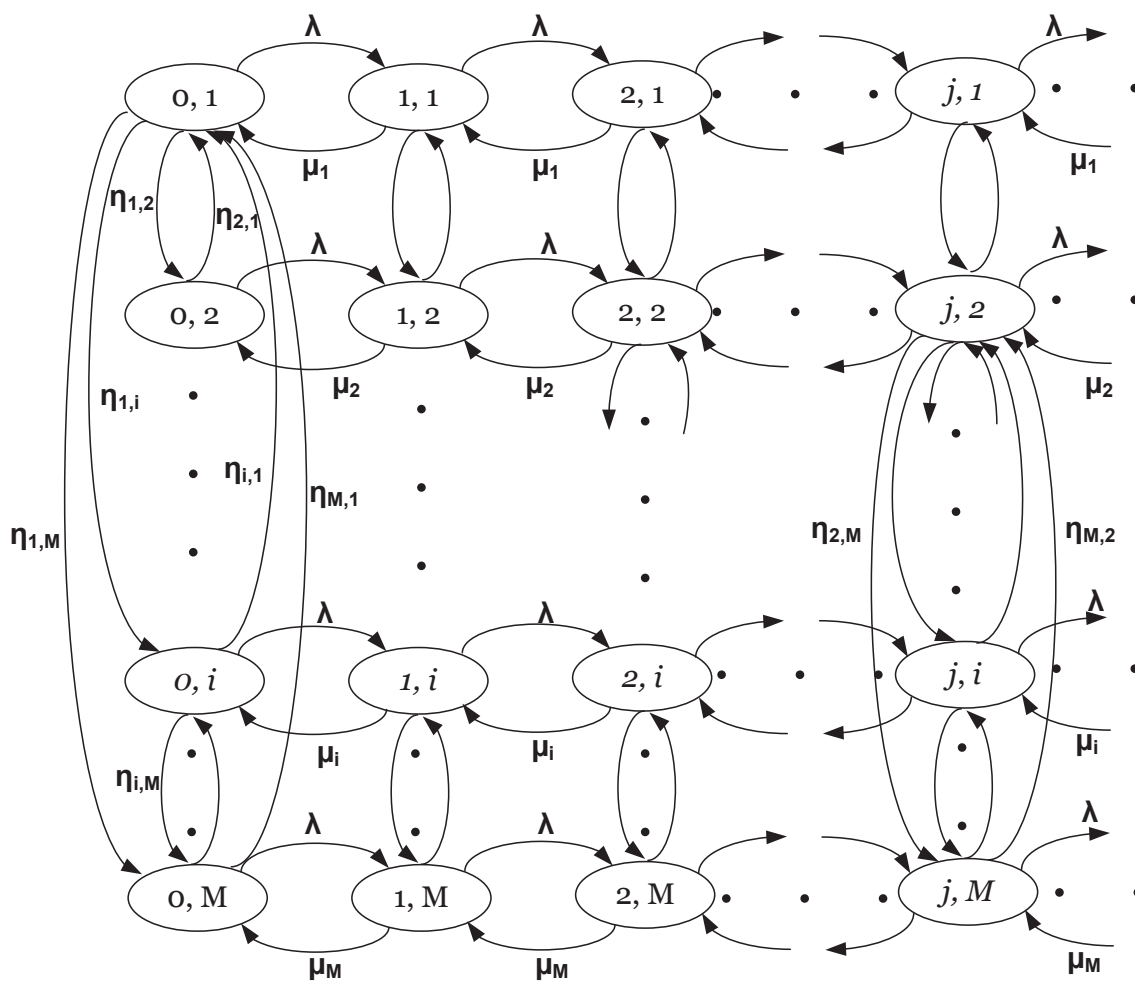 λ λ λ
0, 1 1, 1 2, 1 j, 1
μ1 μ1 μ1
η1,2 η2,1
λ λ λ
0, 2 1, 2 2, 2 j, 2
μ2 μ2 μ2
η1,i
ηi,1
ηM,1
η1,M η2,M ηM,2
λ λ λ
0, i 1, i 2, i j, i
μi μi μi
ηi,M
λ λ λ
0, M 1, M 2, M j, M
μM μM μM